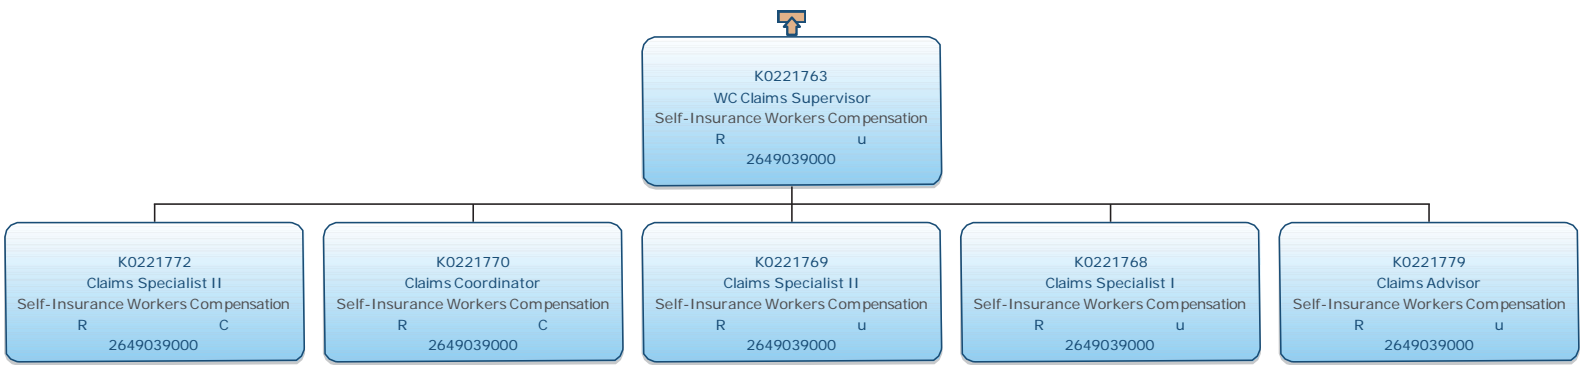 K0221763
WC Claims Supervisor
Self-Insurance Workers Compensation
R u
2649039000
K0221772
Claims Specialist II
Self-Insurance Workers Compensation
R C
2649039000
K0221770
Claims Coordinator
Self-Insurance Workers Compensation
R C
2649039000
K0221769
Claims Specialist II
Self-Insurance Workers Compensation
R u
2649039000
K0221768
Claims Specialist I
Self-Insurance Workers Compensation
R u
2649039000
K0221779
Claims Advisor
Self-Insurance Workers Compensation
R u
2649039000